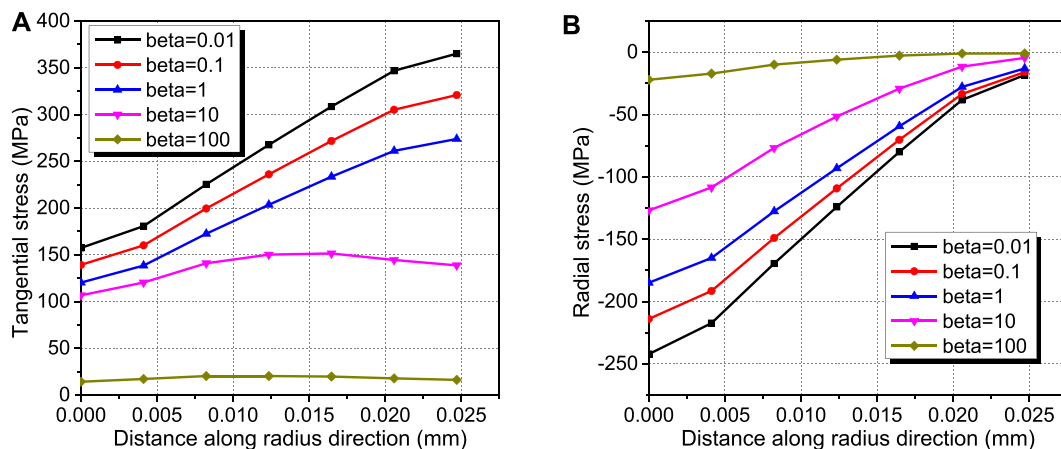 A
Tangential stress (MPa)
400
350
300
250
200
150
100
50
0
beta=0.01
beta=0.1
beta=1
beta=10
beta=100
0.000 0.005 0.010 0.015 0.020 0.025
Distance along radius direction (mm)
B
Radial stress (MPa)
0
-50
-100
-150
-200
-250
beta=0.01
beta=0.1
beta=1
beta=10
beta=100
0.000 0.005 0.010 0.015 0.020 0.025
Distance along radius direction (mm)